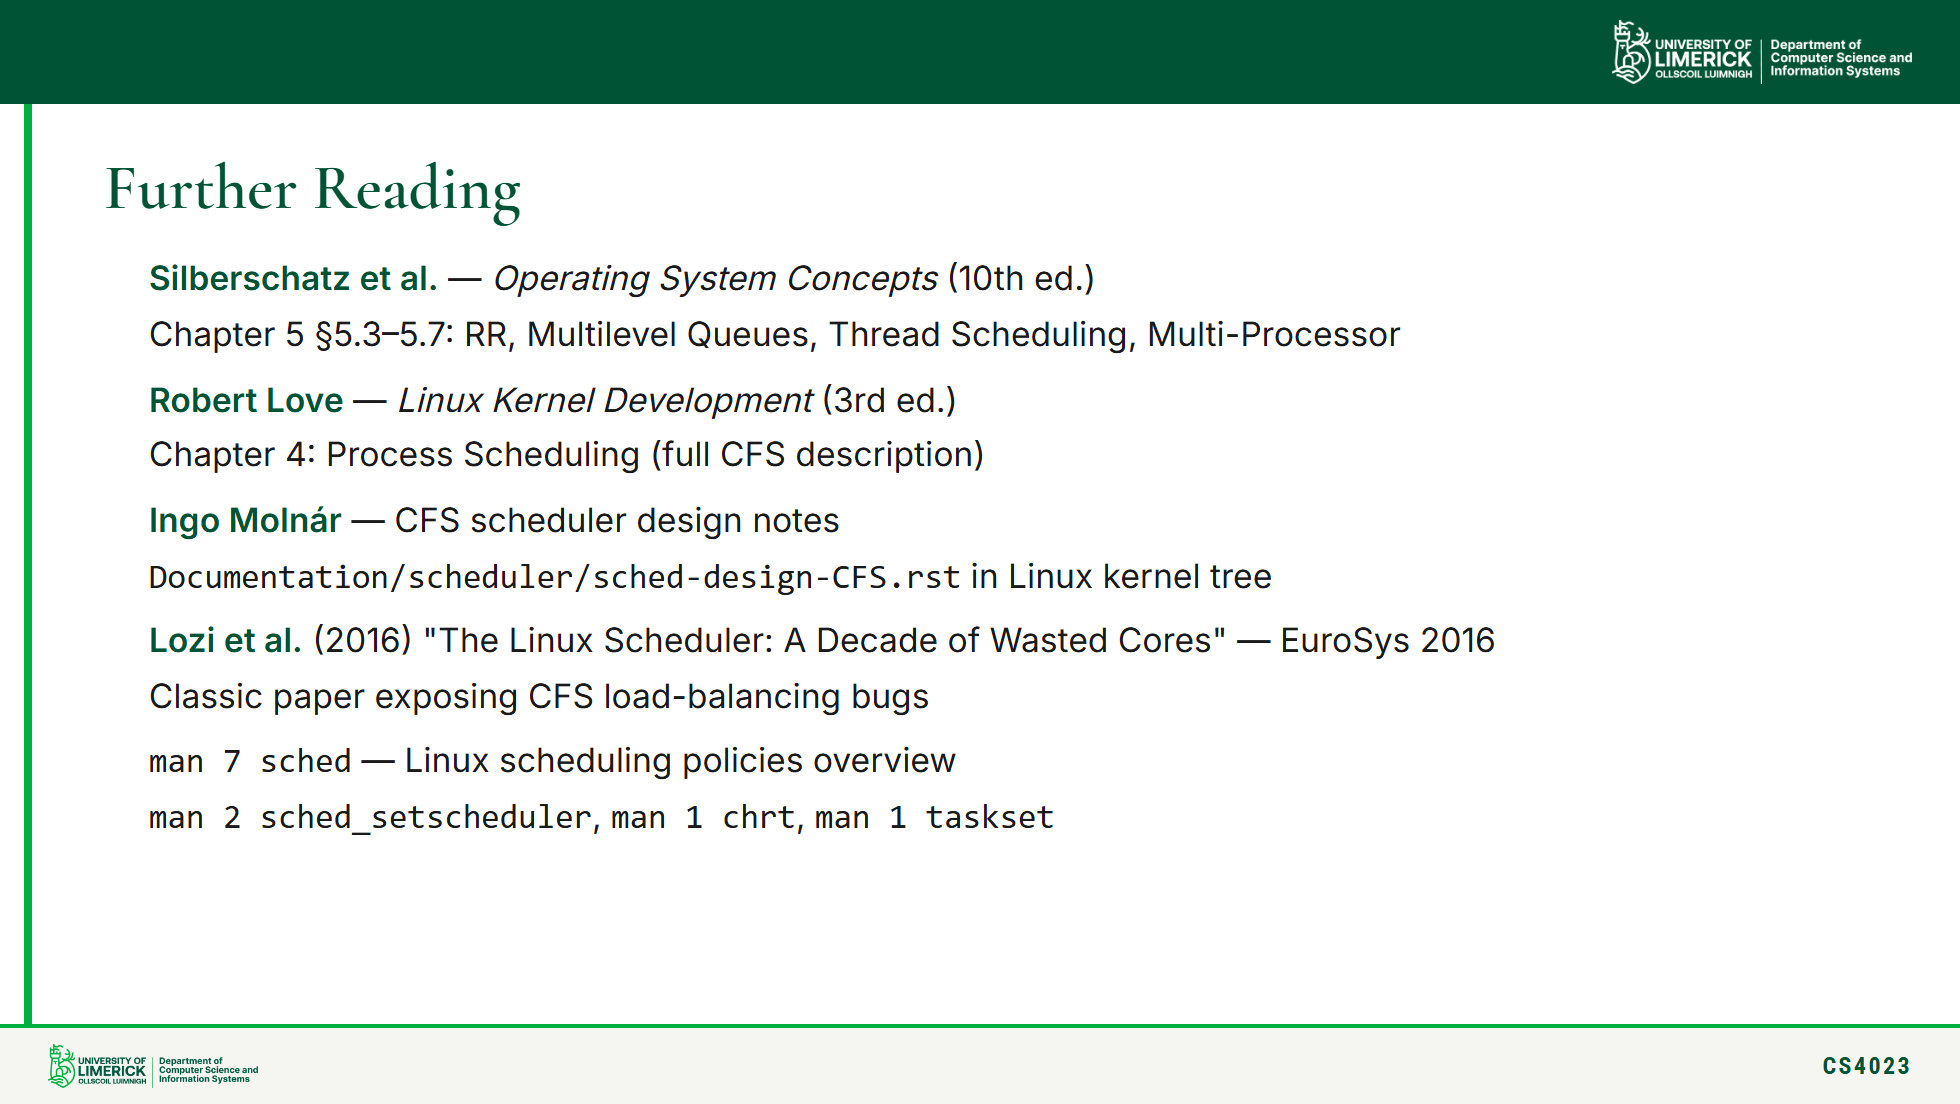 UNIVERSITY OF
LIMERICK
OLLSCOIL LUIMNIGH
Department of
Computer Science and
Information Systems
Further Reading
Silberschatz et al. — Operating System Concepts (10th ed.)
Chapter 5 §5.3–5.7: RR, Multilevel Queues, Thread Scheduling, Multi-Processor
Robert Love — Linux Kernel Development (3rd ed.)
Chapter 4: Process Scheduling (full CFS description)
Ingo Molnár — CFS scheduler design notes
Documentation/scheduler/sched-design-CFS.rst in Linux kernel tree
Lozi et al. (2016) "The Linux Scheduler: A Decade of Wasted Cores" — EuroSys 2016
Classic paper exposing CFS load-balancing bugs
man 7 sched — Linux scheduling policies overview
man 2 sched_setscheduler, man 1 chrt, man 1 taskset
UNIVERSITY OF
LIMERICK
OLLSCOIL LUIMNIGH
Department of
Computer Science and
Information Systems
CS4023